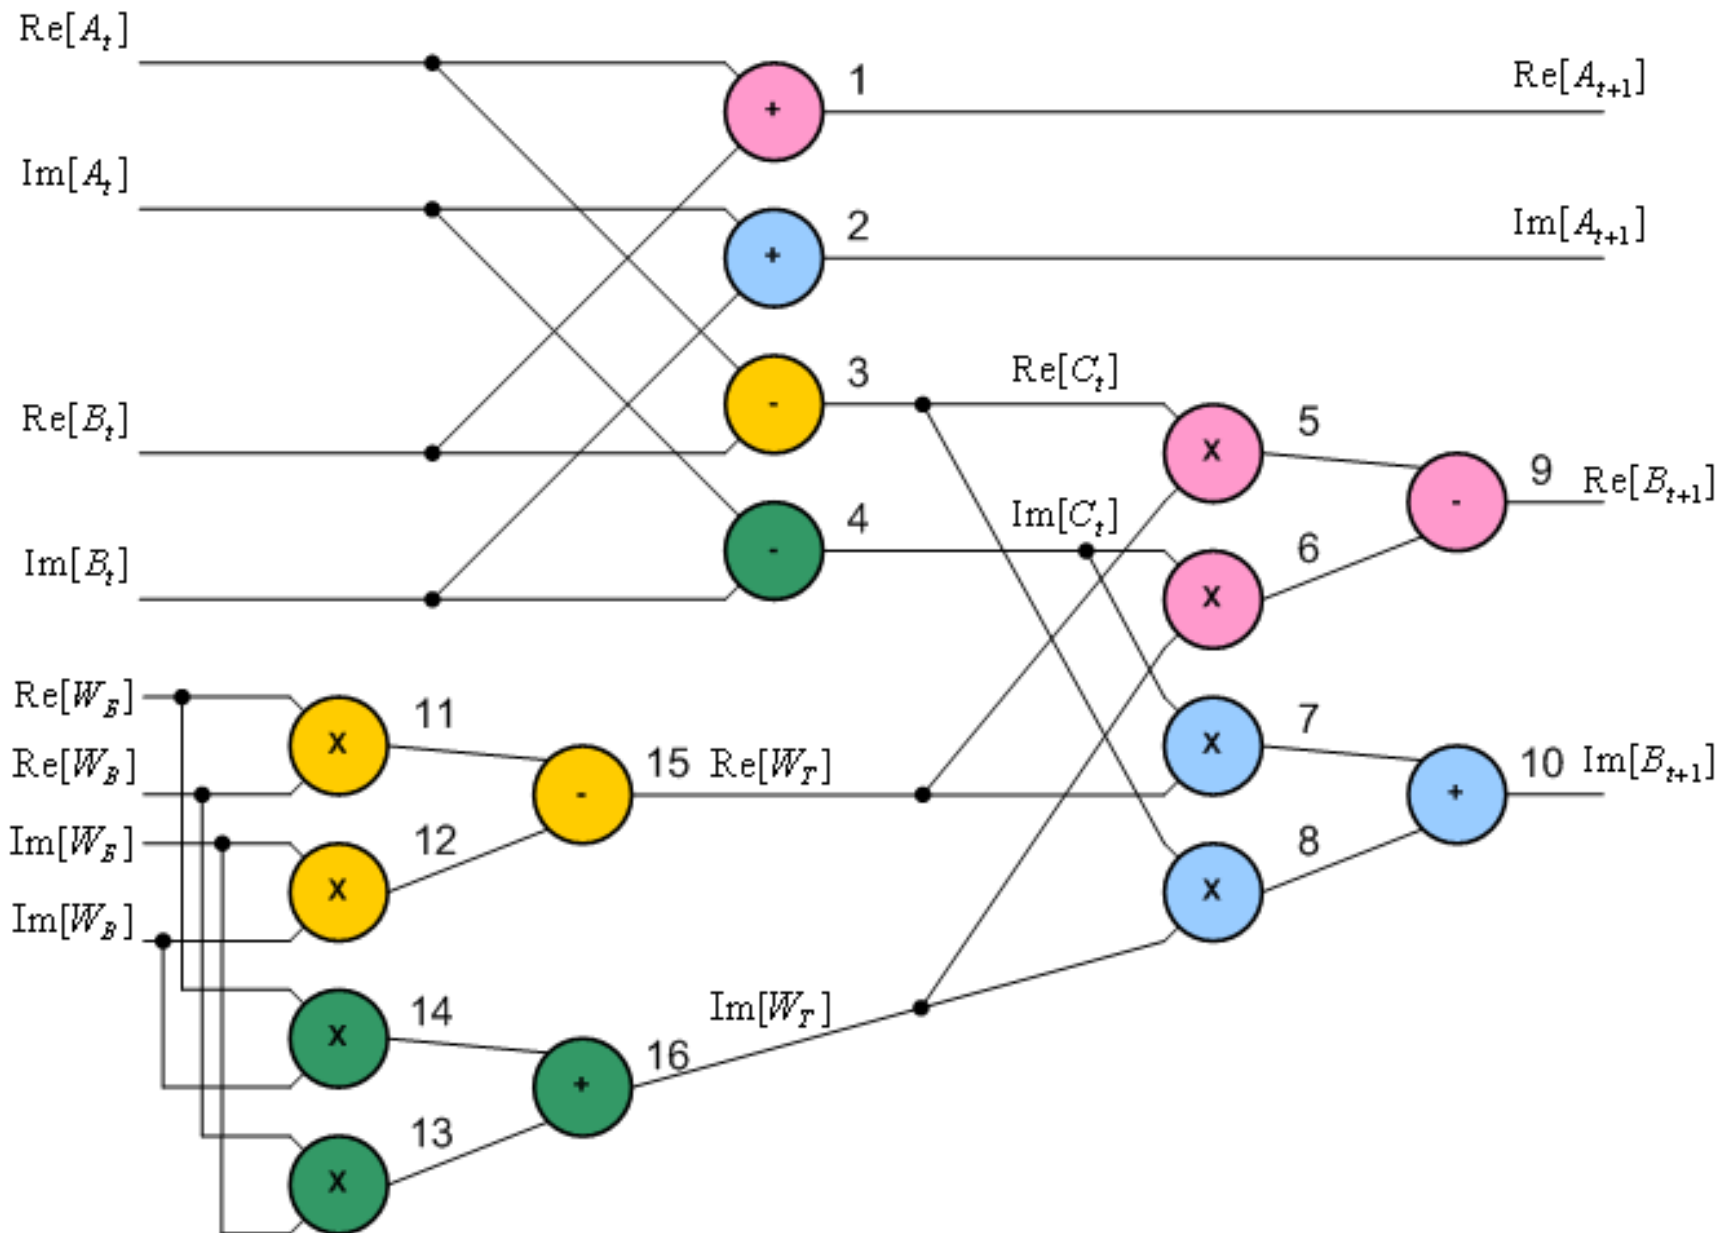 Re[A_t]
+ 1 Re[A_{t+1}]
Im[A_t]
+ 2 Im[A_{t+1}]
- 3 Re[C_t]
Re[B_t]
x 5
- 9 Re[B_{t+1}]
- 4 Im[C_t]
Im[B_t]
x 6
Re[W_E]
x 11
x 7
Re[W_B]
- 15 Re[W_T]
+ 10 Im[B_{t+1}]
Im[W_E]
x 12
x 8
Im[W_B]
x 14
Im[W_T]
+ 16
x 13